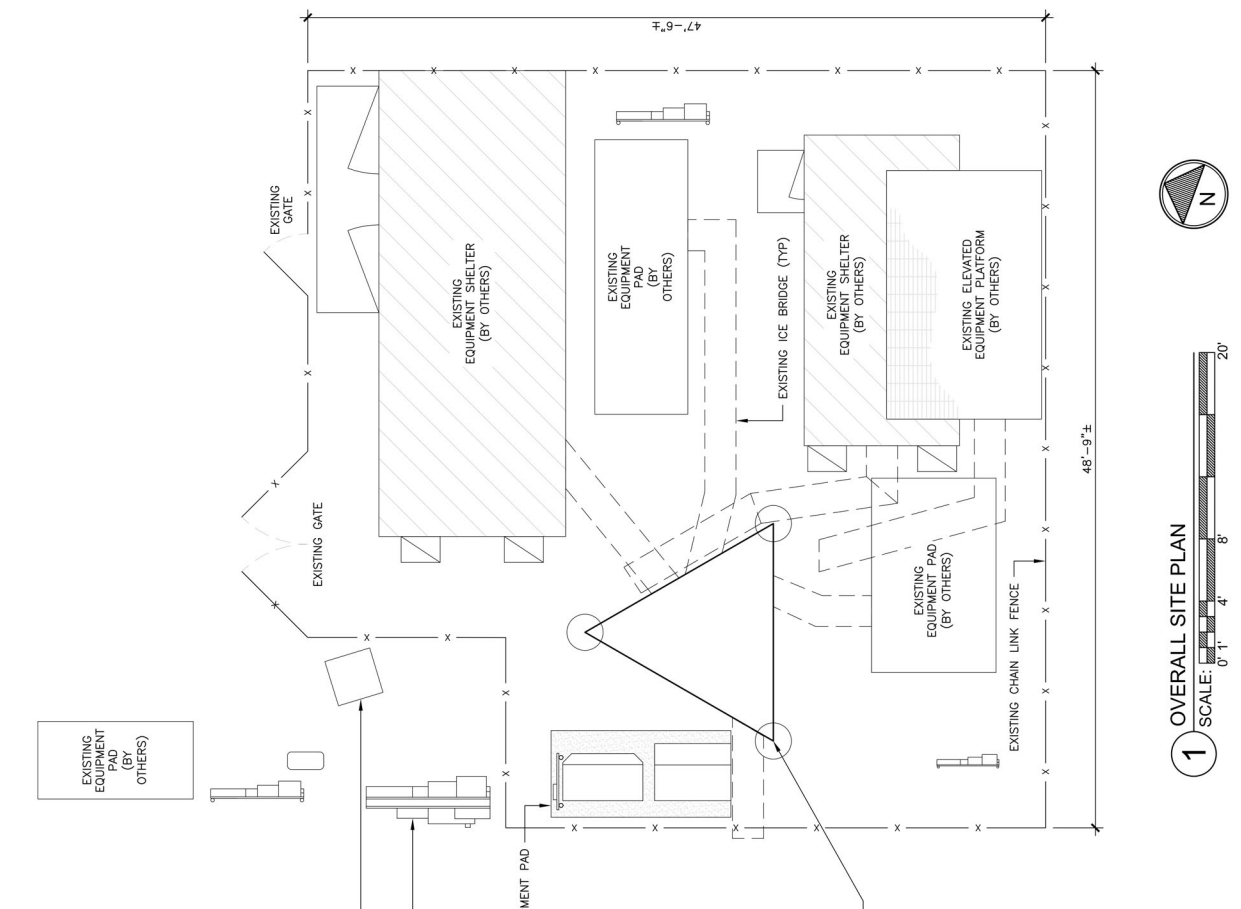 47'-6"±
EXISTING
GATE
EXISTING GATE
EXISTING
EQUIPMENT SHELTER
(BY OTHERS)
EXISTING
EQUIPMENT
PAD
(BY
OTHERS)
EXISTING ICE BRIDGE (TYP)
EXISTING
EQUIPMENT SHELTER
(BY OTHERS)
EXISTING ELEVATED
EQUIPMENT PLATFORM
(BY OTHERS)
48'-9"±
EXISTING
EQUIPMENT PAD
(BY OTHERS)
EXISTING CHAIN LINK FENCE
EXISTING
EQUIPMENT
PAD
(BY
OTHERS)
MENT PAD
N
1
OVERALL SITE PLAN
SCALE:
0' 1' 4' 8' 20'